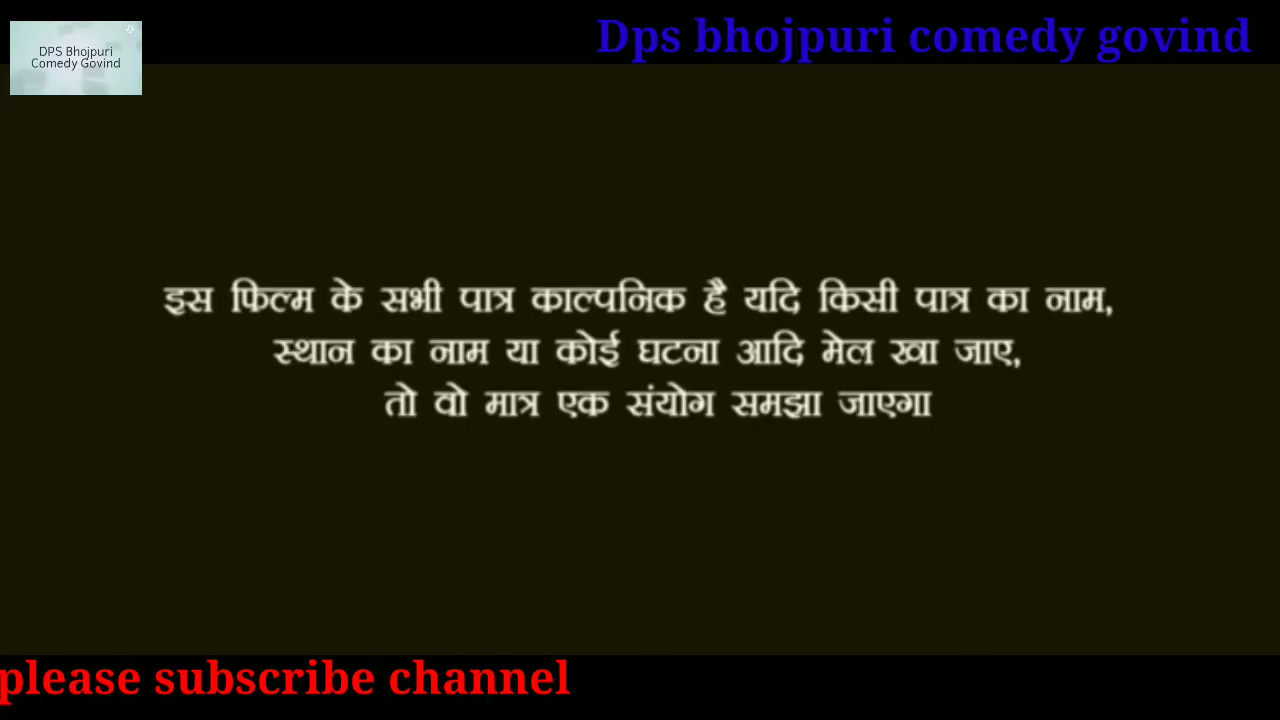 Dps bhojpuri comedy govind
DPS Bhojpuri
Comedy Govind
इस फिल्म के सभी पात्र काल्पनिक है यदि किसी पात्र का नाम,
स्थान का नाम या कोई घटना आदि मेल खा जाए,
तो वो मात्र एक संयोग समझा जाएगा
please subscribe channel